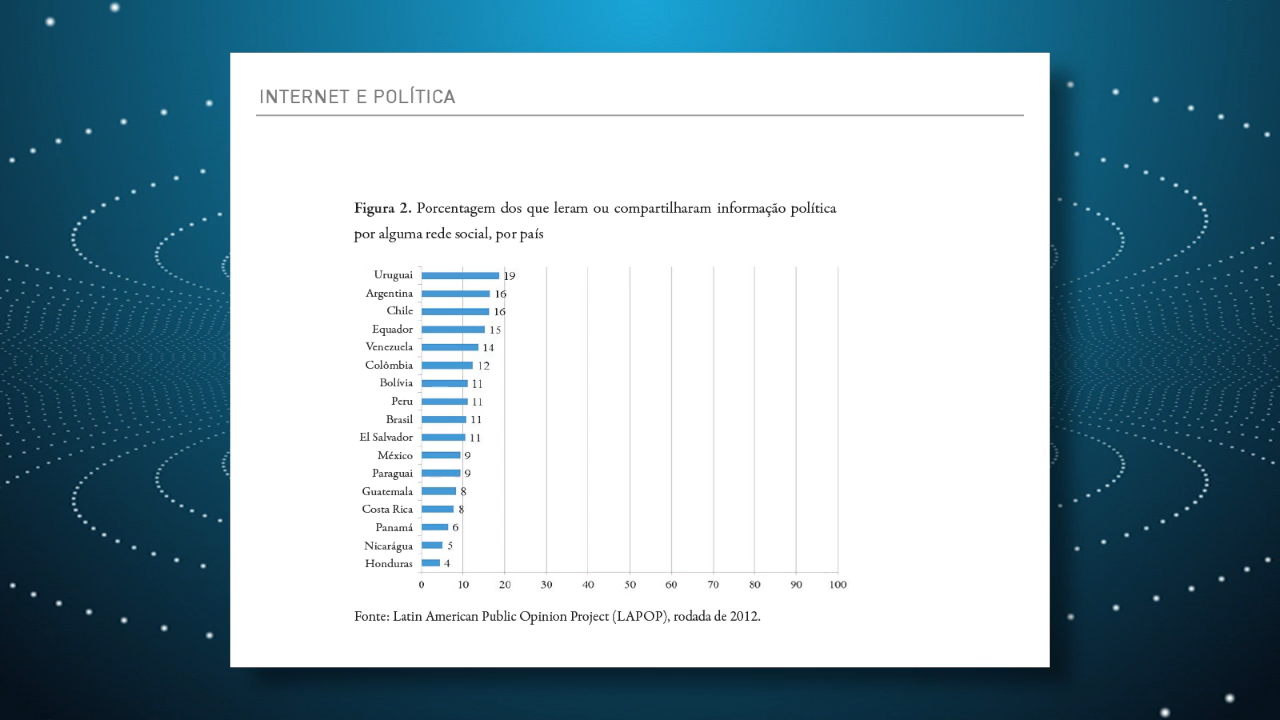 INTERNET E POLÍTICA
Figura 2. Porcentagem dos que leram ou compartilharam informação política
por alguma rede social, por país
Uruguai 19
Argentina 16
Chile 16
Equador 15
Venezuela 14
Colômbia 12
Bolívia 11
Peru 11
Brasil 11
El Salvador 11
México 9
Paraguai 9
Guatemala 8
Costa Rica 8
Panamá 6
Nicarágua 5
Honduras 4
0 10 20 30 40 50 60 70 80 90 100
Fonte: Latin American Public Opinion Project (LAPOP), rodada de 2012.